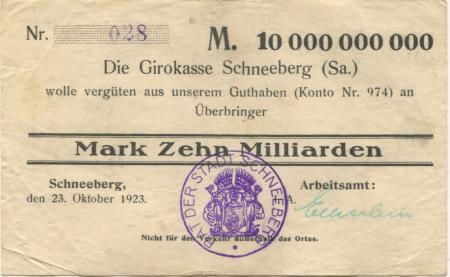 Nr. 028 M. 10 000 000 000
Die Girokasse Schneeberg (Sa.)
wolle vergüten aus unserem Guthaben (Konto Nr. 974) an
Überbringer
Mark Zehn Milliarden
Schneeberg,
den 23. Oktober 1923.
RAT DER STADT SCHNEEBERG
Arbeitsamt:
A.
Nicht für den Verkehr außerhalb des Ortes.